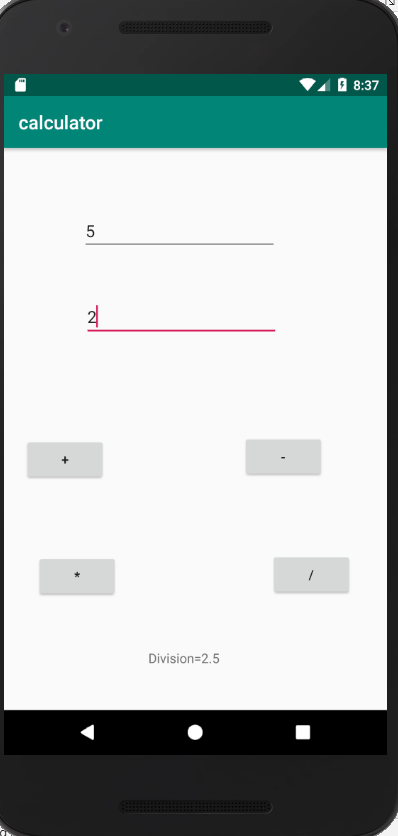 8:37
calculator
5
2
+ -
* /
Division=2.5